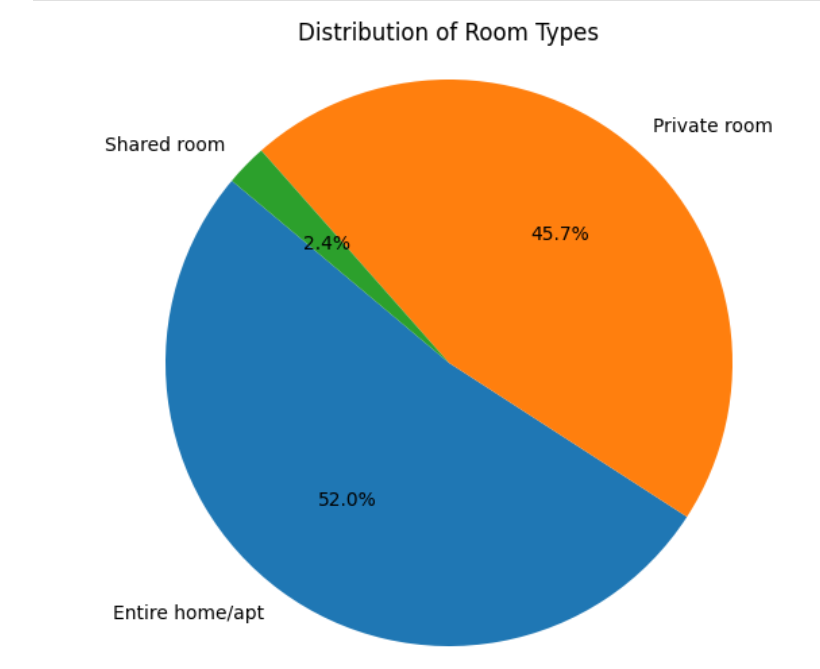 Distribution of Room Types
Private room
Shared room
45.7%
2.4%
52.0%
Entire home/apt